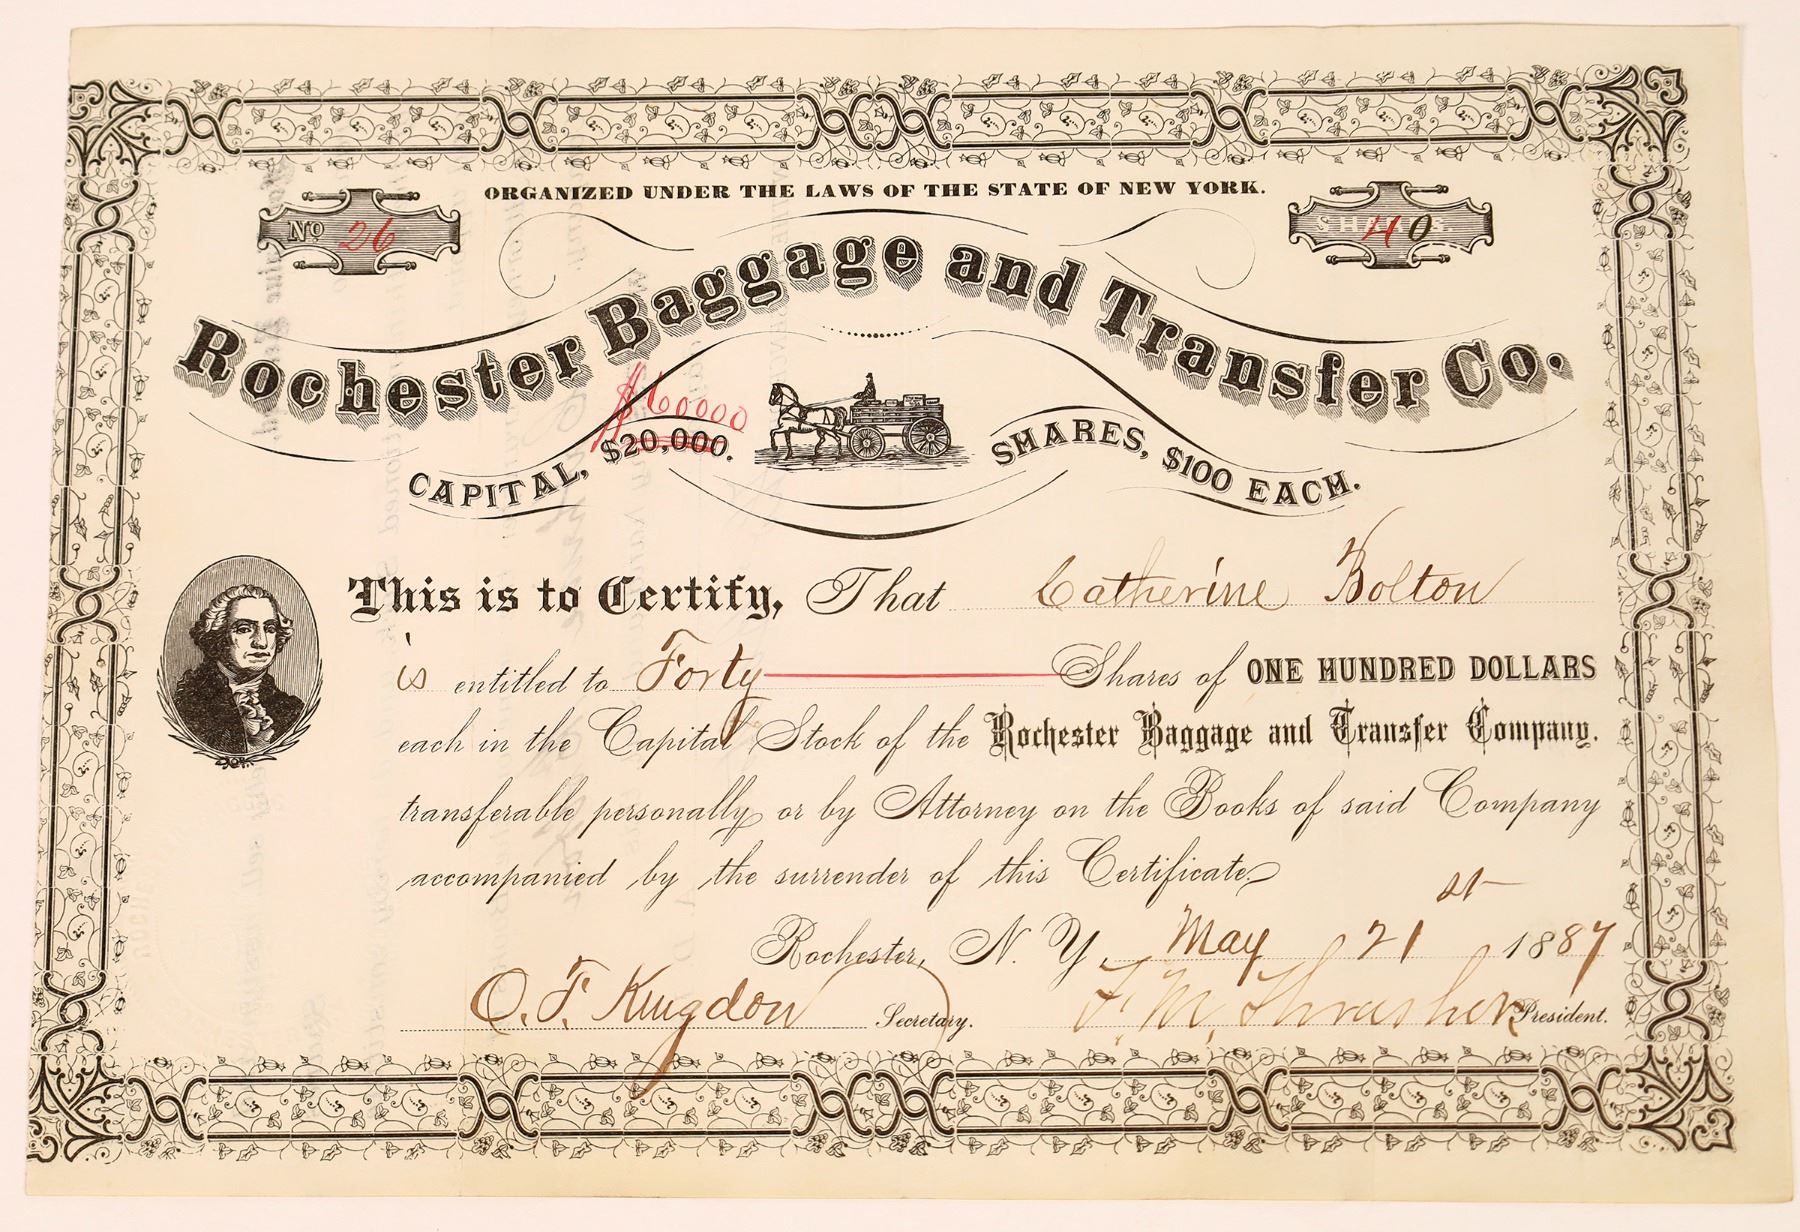 ORGANIZED UNDER THE LAWS OF THE STATE OF NEW YORK.
No 26
SHARES. 40
Rochester Baggage and Transfer Co.
$60000
CAPITAL, $20,000.
SHARES, $100 EACH.
This is to Certify, That Catherine Bolton
is entitled to Forty Shares of ONE HUNDRED DOLLARS
each in the Capital Stock of the Rochester Baggage and Transfer Company.
transferable personally or by Attorney on the Books of said Company
accompanied by the surrender of this Certificate.
Rochester, N. Y., May 21st 1887
O. F. Kingdon Secretary.
F. M. Thrasher President.